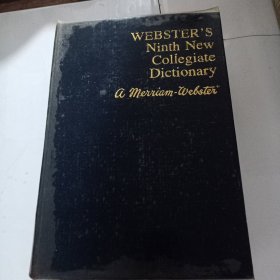 WEBSTER'S
Ninth New
Collegiate
Dictionary
a Merriam-Webster®